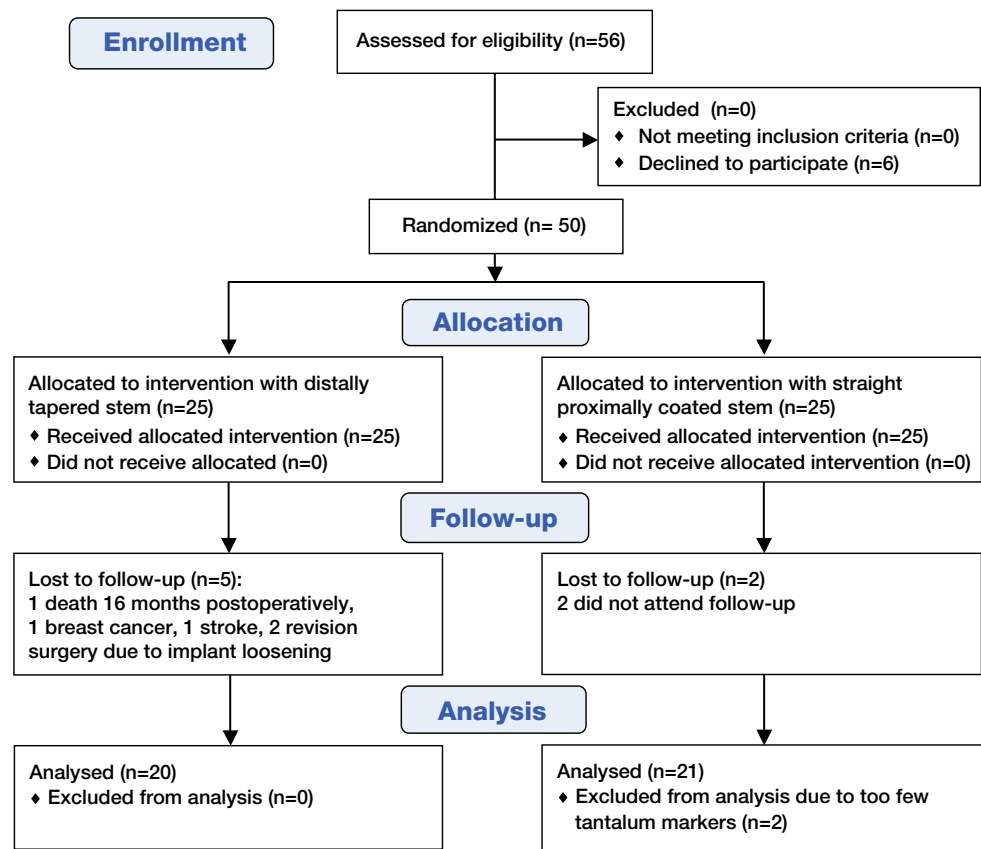 Enrollment
Assessed for eligibility (n=56)
Excluded (n=0)
♦ Not meeting inclusion criteria (n=0)
♦ Declined to participate (n=6)
Randomized (n= 50)
Allocation
Allocated to intervention with distally
tapered stem (n=25)
♦ Received allocated intervention (n=25)
♦ Did not receive allocated (n=0)
Allocated to intervention with straight
proximally coated stem (n=25)
♦ Received allocated intervention (n=25)
♦ Did not receive allocated intervention (n=0)
Follow-up
Lost to follow-up (n=5):
1 death 16 months postoperatively,
1 breast cancer, 1 stroke, 2 revision
surgery due to implant loosening
Lost to follow-up (n=2)
2 did not attend follow-up
Analysis
Analysed (n=20)
♦ Excluded from analysis (n=0)
Analysed (n=21)
♦ Excluded from analysis due to too few
tantalum markers (n=2)